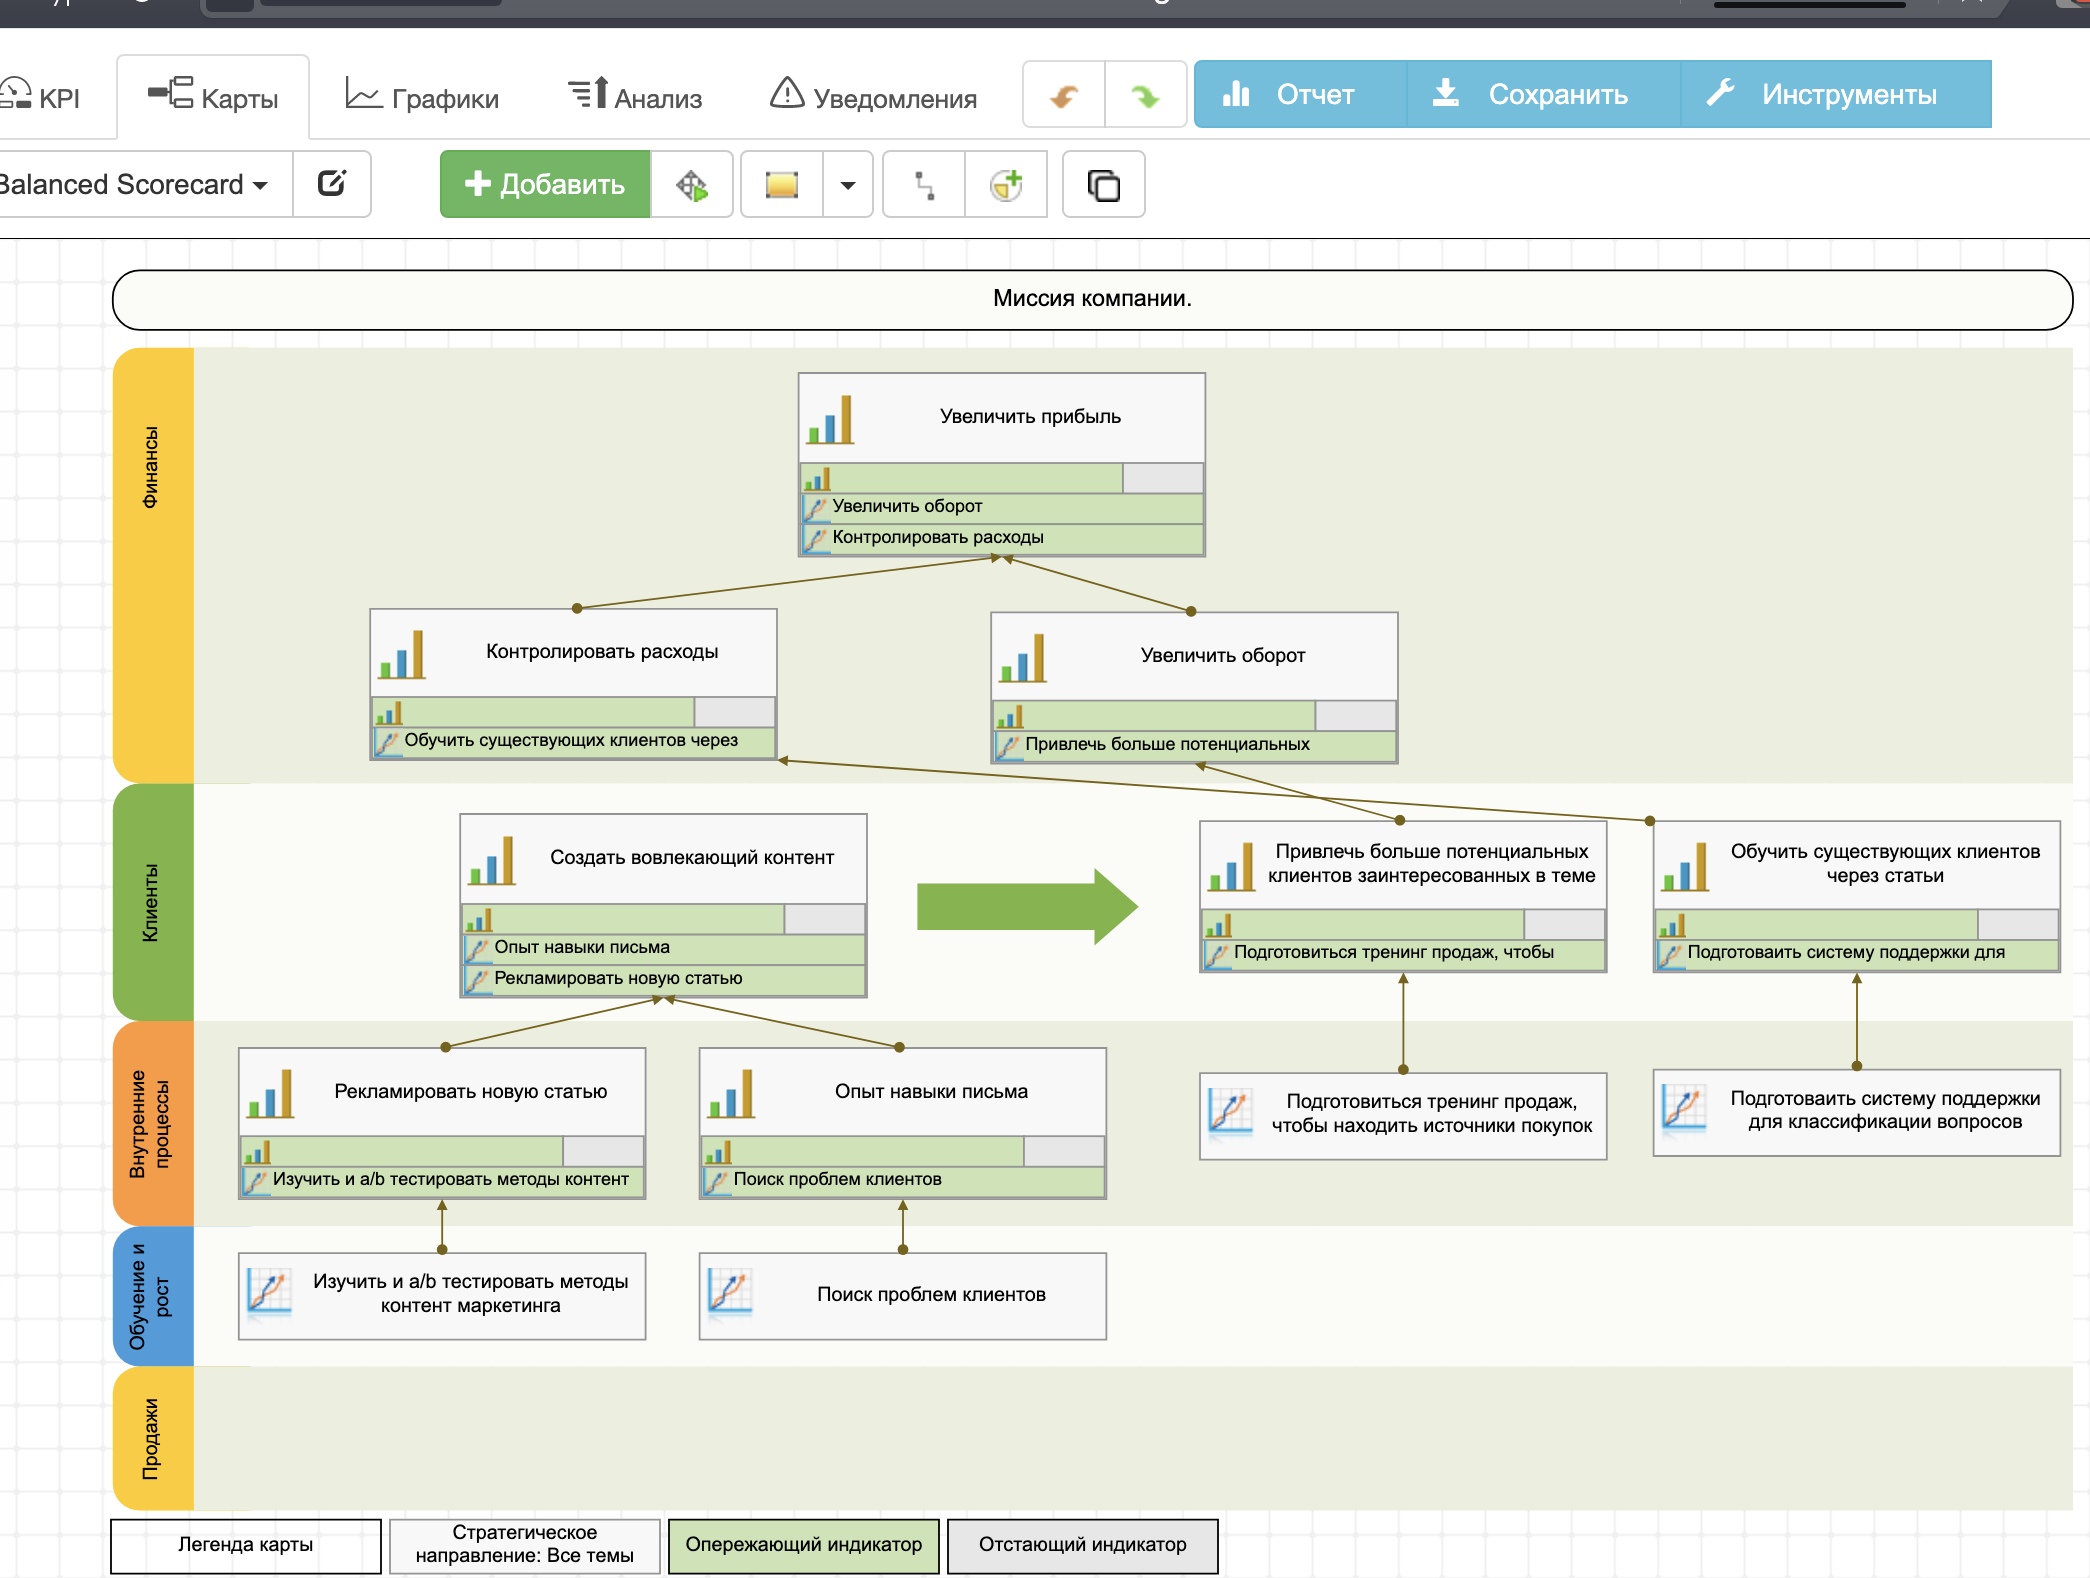 KPI
Карты
Графики
Анализ
Уведомления
Отчет
Сохранить
Инструменты
Balanced Scorecard
Добавить
Миссия компании.
Финансы
Увеличить прибыль
Увеличить оборот
Контролировать расходы
Контролировать расходы
Обучить существующих клиентов через
Увеличить оборот
Привлечь больше потенциальных
Клиенты
Создать вовлекающий контент
Опыт навыки письма
Рекламировать новую статью
Привлечь больше потенциальных
клиентов заинтересованных в теме
Подготовиться тренинг продаж, чтобы
Обучить существующих клиентов
через статьи
Подготоваить систему поддержки для
Внутренние
процессы
Рекламировать новую статью
Изучить и a/b тестировать методы контент
Опыт навыки письма
Поиск проблем клиентов
Подготовиться тренинг продаж,
чтобы находить источники покупок
Подготоваить систему поддержки
для классификации вопросов
Обучение и
рост
Изучить и a/b тестировать методы
контент маркетинга
Поиск проблем клиентов
Продажи
Легенда карты
Стратегическое
направление: Все темы
Опережающий индикатор
Отстающий индикатор